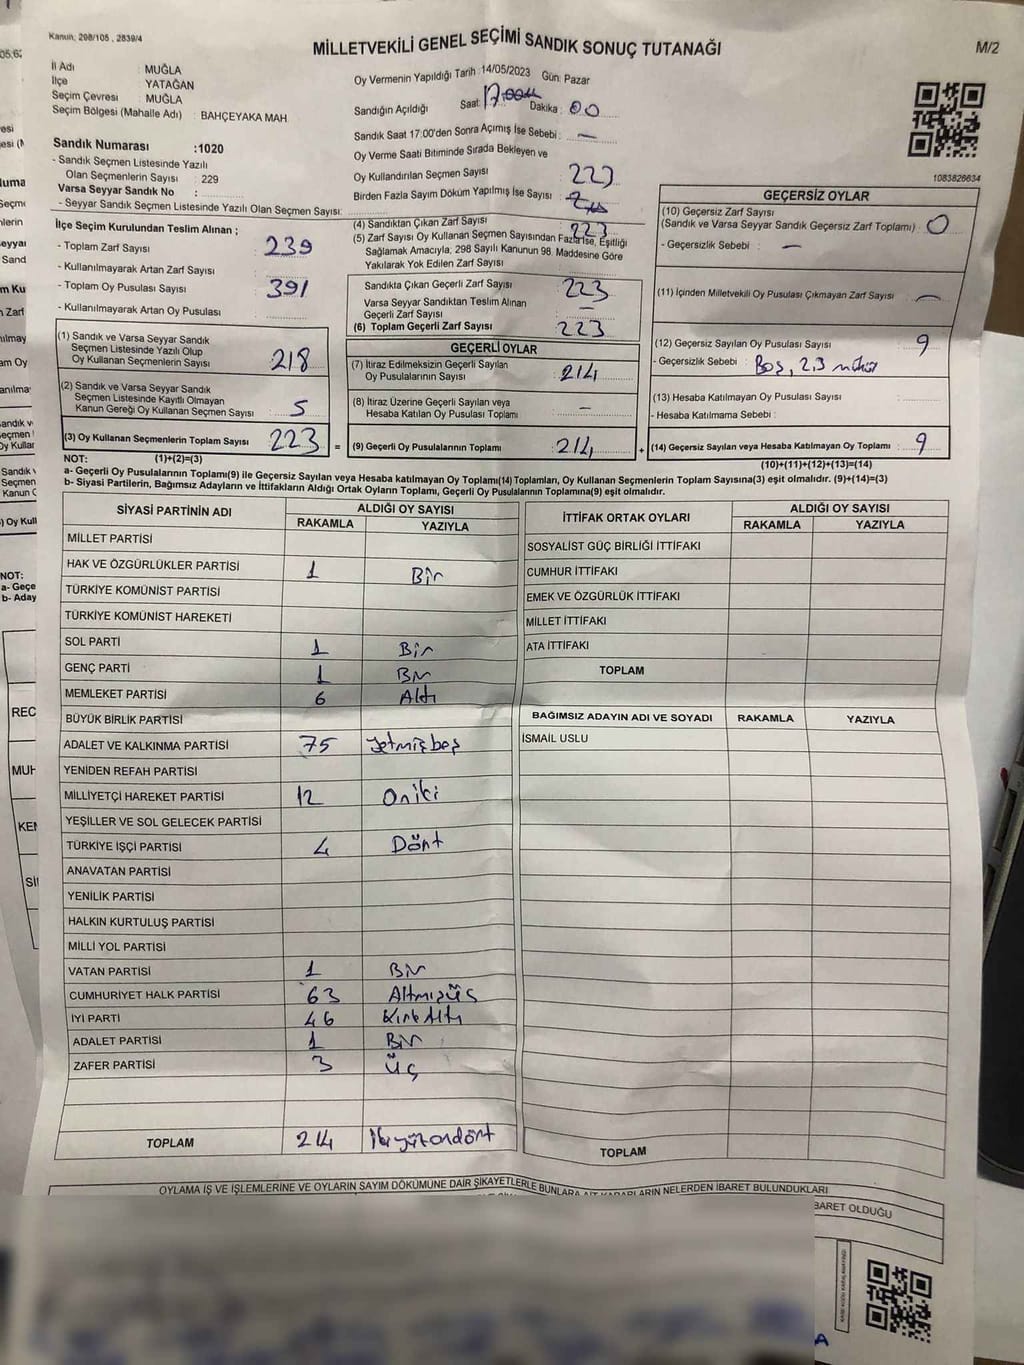 Kanun: 298/105 , 2839/4
MİLLETVEKİLİ GENEL SEÇİMİ SANDIK SONUÇ TUTANAĞI
M/2
İl Adı : MUĞLA
İlçe : YATAĞAN
Seçim Çevresi : MUĞLA
Seçim Bölgesi (Mahalle Adı) : BAHÇEYAKA MAH.
Sandık Numarası :1020
- Sandık Seçmen Listesinde Yazılı
Olan Seçmenlerin Sayısı : 229
Varsa Seyyar Sandık No :
- Seyyar Sandık Seçmen Listesinde Yazılı Olan Seçmen Sayısı:
Oy Vermenin Yapıldığı Tarih :14/05/2023 Gün: Pazar
Sandığın Açıldığı Saat: 17:00 Dakika : 00
Sandık Saat 17:00'den Sonra Açımış İse Sebebi : —
Oy Verme Saati Bitiminde Sırada Bekleyen ve
Oy Kullandırılan Seçmen Sayısı 223
Birden Fazla Sayım Döküm Yapılmış İse Sayısı
1083826634
İlçe Seçim Kurulundan Teslim Alınan ;
- Toplam Zarf Sayısı : 239
- Kullanılmayarak Artan Zarf Sayısı :
- Toplam Oy Pusulası Sayısı : 391
- Kullanılmayarak Artan Oy Pusulası :
(4) Sandıktan Çıkan Zarf Sayısı 223
(5) Zarf Sayısı Oy Kullanan Seçmen Sayısından Fazla İse, Eşitliği
Sağlamak Amacıyla, 298 Sayılı Kanunun 98. Maddesine Göre
Yakılarak Yok Edilen Zarf Sayısı
Sandıkta Çıkan Geçerli Zarf Sayısı 223
Varsa Seyyar Sandıktan Teslim Alınan
Geçerli Zarf Sayısı
(6) Toplam Geçerli Zarf Sayısı 223
GEÇERSİZ OYLAR
(10) Geçersiz Zarf Sayısı
(Sandık ve Varsa Seyyar Sandık Geçersiz Zarf Toplamı) : 0
- Geçersizlik Sebebi : —
(11) İçinden Milletvekili Oy Pusulası Çıkmayan Zarf Sayısı : —
(12) Geçersiz Sayılan Oy Pusulası Sayısı : 9
- Geçersizlik Sebebi : Boş, 2,3 mühür
(13) Hesaba Katılmayan Oy Pusulası Sayısı :
- Hesaba Katılmama Sebebi :
(14) Geçersiz Sayılan veya Hesaba Katılmayan Oy Toplamı : 9
(10)+(11)+(12)+(13)=(14)
(1) Sandık ve Varsa Seyyar Sandık
Seçmen Listesinde Yazılı Olup
Oy Kullanan Seçmenlerin Sayısı : 218
(2) Sandık ve Varsa Seyyar Sandık
Seçmen Listesinde Kayıtlı Olmayan
Kanun Gereği Oy Kullanan Seçmen Sayısı : 5
(3) Oy Kullanan Seçmenlerin Toplam Sayısı : 223
GEÇERLİ OYLAR
(7) İtiraz Edilmeksizin Geçerli Sayılan
Oy Pusulalarının Sayısı : 214
(8) İtiraz Üzerine Geçerli Sayılan veya
Hesaba Katılan Oy Pusulası Toplamı : —
(9) Geçerli Oy Pusulalarının Toplamı : 214
NOT: (1)+(2)=(3)
a- Geçerli Oy Pusulalarının Toplamı(9) ile Geçersiz Sayılan veya Hesaba katılmayan Oy Toplamı(14) Toplamları, Oy Kullanan Seçmenlerin Toplam Sayısına(3) eşit olmalıdır. (9)+(14)=(3)
b- Siyasi Partilerin, Bağımsız Adayların ve İttifakların Aldığı Ortak Oyların Toplamı, Geçerli Oy Pusulalarının Toplamına(9) eşit olmalıdır.
SİYASİ PARTİNİN ADI ALDIĞI OY SAYISI
RAKAMLA YAZIYLA
MİLLET PARTİSİ
HAK VE ÖZGÜRLÜKLER PARTİSİ 1 Bir
TÜRKİYE KOMÜNİST PARTİSİ
TÜRKİYE KOMÜNİST HAREKETİ
SOL PARTİ 1 Bir
GENÇ PARTİ 1 Bir
MEMLEKET PARTİSİ 6 Altı
BÜYÜK BİRLİK PARTİSİ
ADALET VE KALKINMA PARTİSİ 75 Yetmişbeş
YENİDEN REFAH PARTİSİ
MİLLİYETÇİ HAREKET PARTİSİ 12 Oniki
YEŞİLLER VE SOL GELECEK PARTİSİ
TÜRKİYE İŞÇİ PARTİSİ 4 Dört
ANAVATAN PARTİSİ
YENİLİK PARTİSİ
HALKIN KURTULUŞ PARTİSİ
MİLLİ YOL PARTİSİ
VATAN PARTİSİ 1 Bir
CUMHURİYET HALK PARTİSİ 63 Altmışüç
İYİ PARTİ 46 Kırkaltı
ADALET PARTİSİ 1 Bir
ZAFER PARTİSİ 3 Üç
TOPLAM 214 İkiyüzondört
İTTİFAK ORTAK OYLARI ALDIĞI OY SAYISI
RAKAMLA YAZIYLA
SOSYALİST GÜÇ BİRLİĞİ İTTİFAKI
CUMHUR İTTİFAKI
EMEK VE ÖZGÜRLÜK İTTİFAKI
MİLLET İTTİFAKI
ATA İTTİFAKI
TOPLAM
BAĞIMSIZ ADAYIN ADI VE SOYADI RAKAMLA YAZIYLA
İSMAİL USLU
TOPLAM
OYLAMA İŞ VE İŞLEMLERİNE VE OYLARIN SAYIM DÖKÜMÜNE DAİR ŞİKAYETLERLE BUNLARA AİT KARARLARIN NELERDEN İBARET BULUNDUKLARI
BARET OLDUĞU